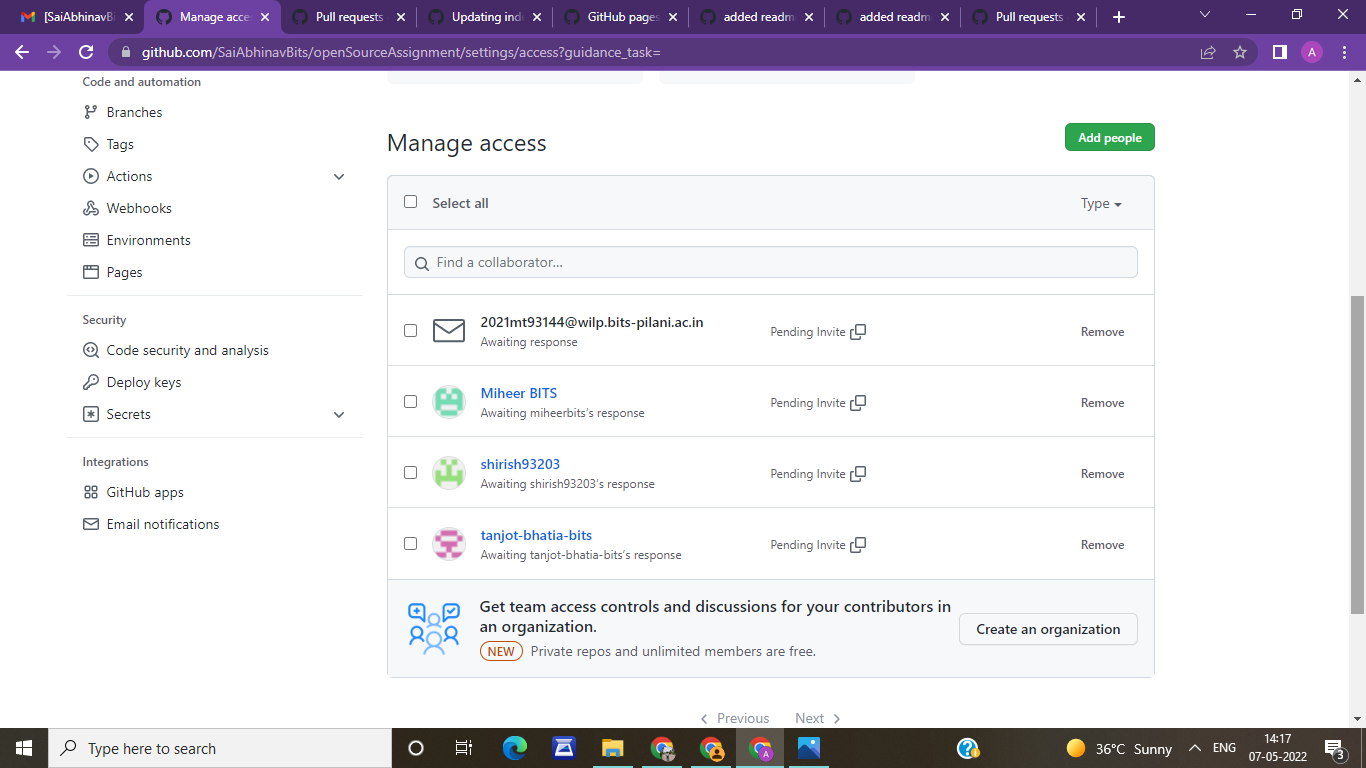 [SaiAbhinavBi
Manage acce
Pull requests
Updating inde
GitHub pages
added readme
added readme
Pull requests
github.com/SaiAbhinavBits/openSourceAssignment/settings/access?guidance_task=
A
Code and automation
Branches
Tags
Actions
Webhooks
Environments
Pages
Security
Code security and analysis
Deploy keys
Secrets
Integrations
GitHub apps
Email notifications
Manage access
Add people
Select all
Type
Find a collaborator...
2021mt93144@wilp.bits-pilani.ac.in
Awaiting response
Pending Invite
Remove
Miheer BITS
Awaiting miheerbits's response
Pending Invite
Remove
shirish93203
Awaiting shirish93203's response
Pending Invite
Remove
tanjot-bhatia-bits
Awaiting tanjot-bhatia-bits's response
Pending Invite
Remove
Get team access controls and discussions for your contributors in
an organization.
NEW Private repos and unlimited members are free.
Create an organization
Previous Next
Type here to search
A
36°C Sunny
ENG
14:17
07-05-2022
3